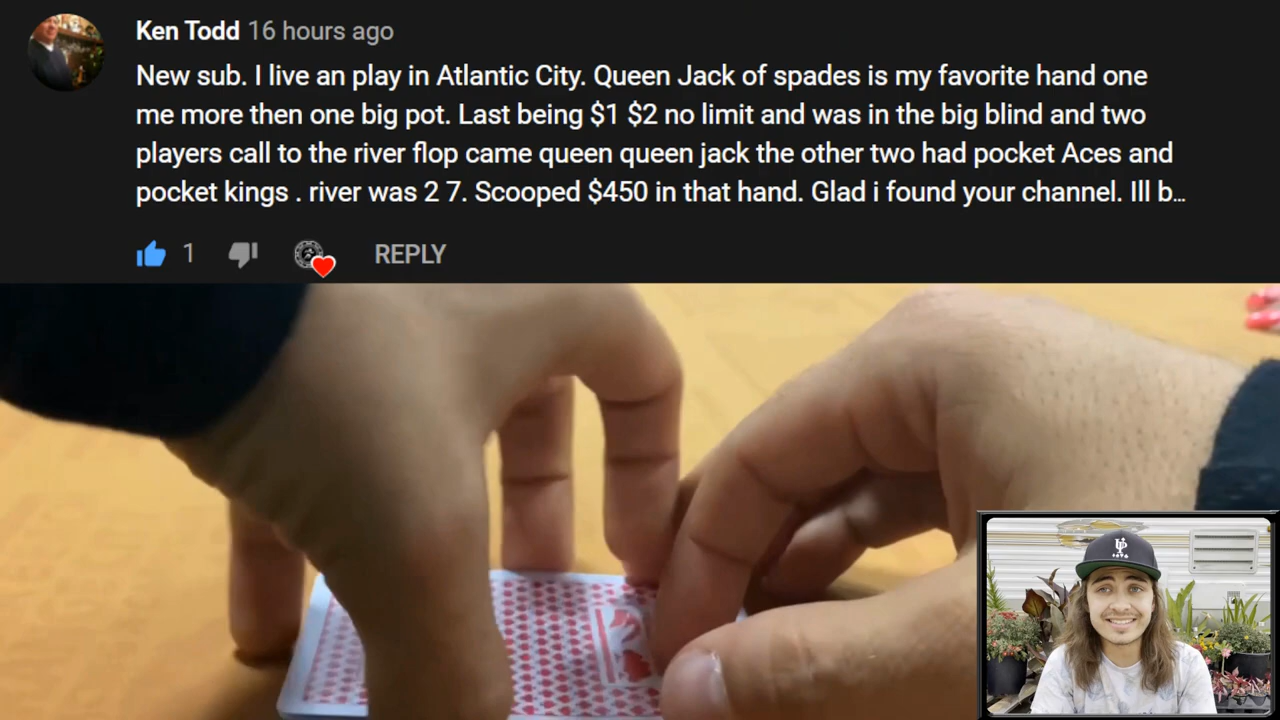 Ken Todd 16 hours ago
New sub. I live an play in Atlantic City. Queen Jack of spades is my favorite hand one
me more then one big pot. Last being $1 $2 no limit and was in the big blind and two
players call to the river flop came queen queen jack the other two had pocket Aces and
pocket kings . river was 2 7. Scooped $450 in that hand. Glad i found your channel. Ill b...
1 REPLY